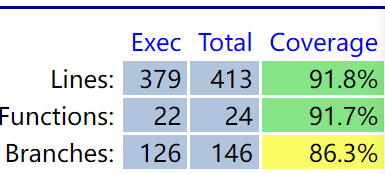 Exec Total Coverage
Lines: 379 413 91.8%
Functions: 22 24 91.7%
Branches: 126 146 86.3%